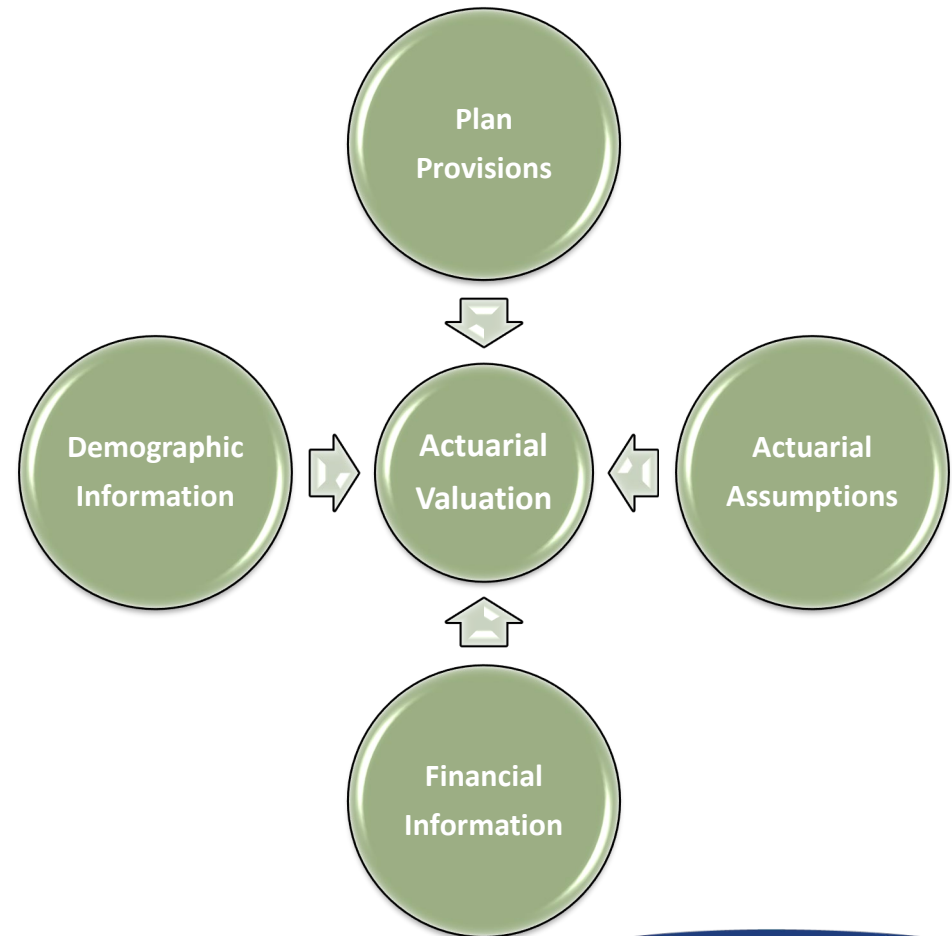 Plan
Provisions
Demographic
Information
Actuarial
Valuation
Actuarial
Assumptions
Financial
Information